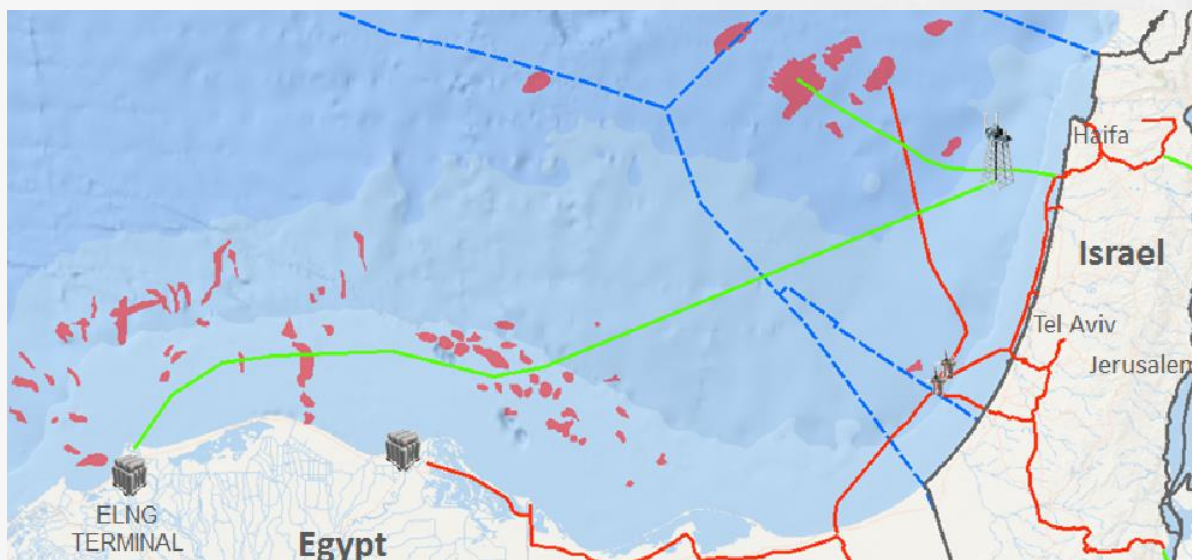 Haifa
Israel
Tel Aviv
Jerusalem
ELNG
TERMINAL
Egypt